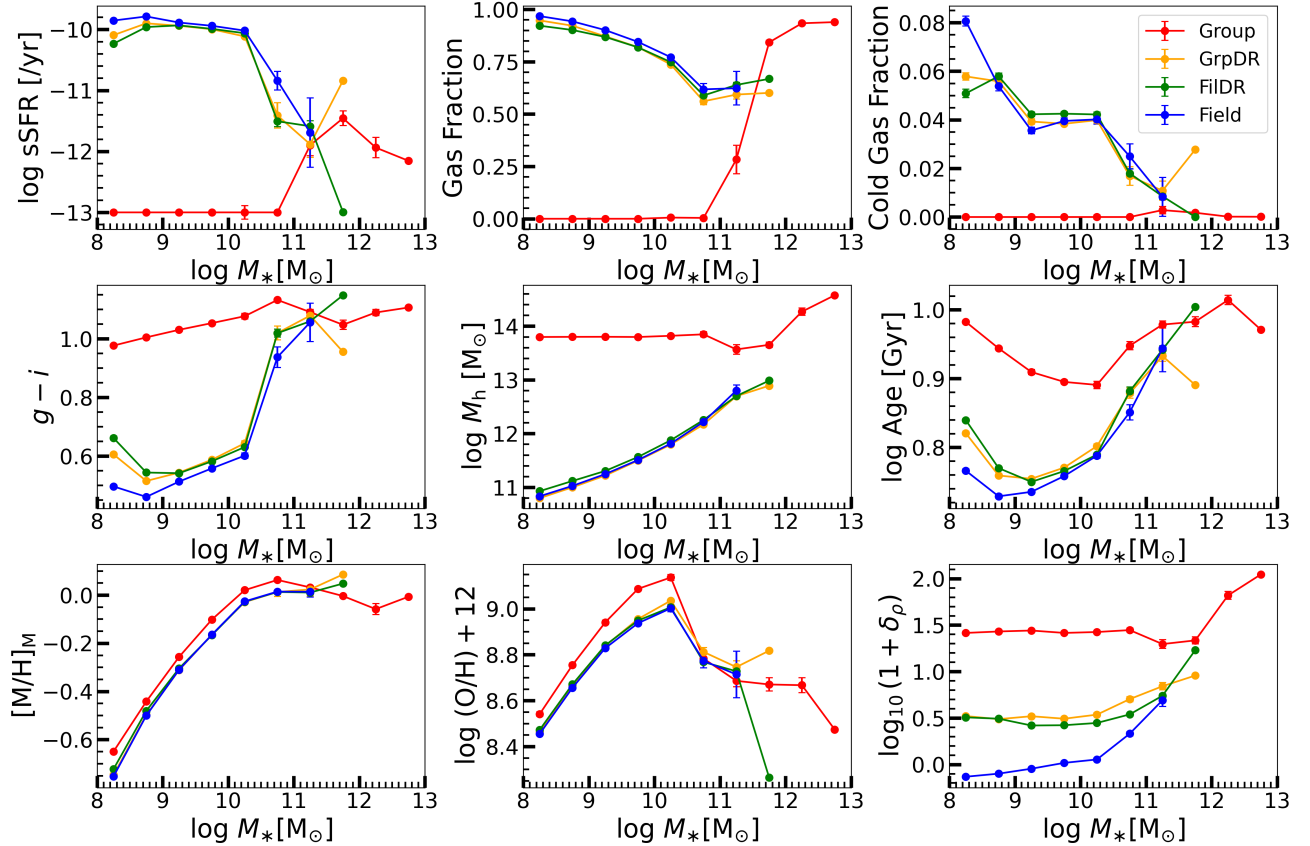 log sSFR [/yr]
−10
−11
−12
−13
8 9 10 11 12 13
log M∗[M⊙]
Gas Fraction
1.00
0.75
0.50
0.25
0.00
8 9 10 11 12 13
log M∗[M⊙]
Cold Gas Fraction
0.08
0.06
0.04
0.02
0.00
Group
GrpDR
FilDR
Field
8 9 10 11 12 13
log M∗[M⊙]
g − i
1.0
0.8
0.6
8 9 10 11 12 13
log M∗[M⊙]
log Mh [M⊙]
14
13
12
11
8 9 10 11 12 13
log M∗[M⊙]
log Age [Gyr]
1.0
0.9
0.8
8 9 10 11 12 13
log M∗[M⊙]
[M/H]M
0.0
−0.2
−0.4
−0.6
8 9 10 11 12 13
log M∗[M⊙]
log (O/H) + 12
9.0
8.8
8.6
8.4
8 9 10 11 12 13
log M∗[M⊙]
log10 (1 + δρ)
2.0
1.5
1.0
0.5
0.0
8 9 10 11 12 13
log M∗[M⊙]